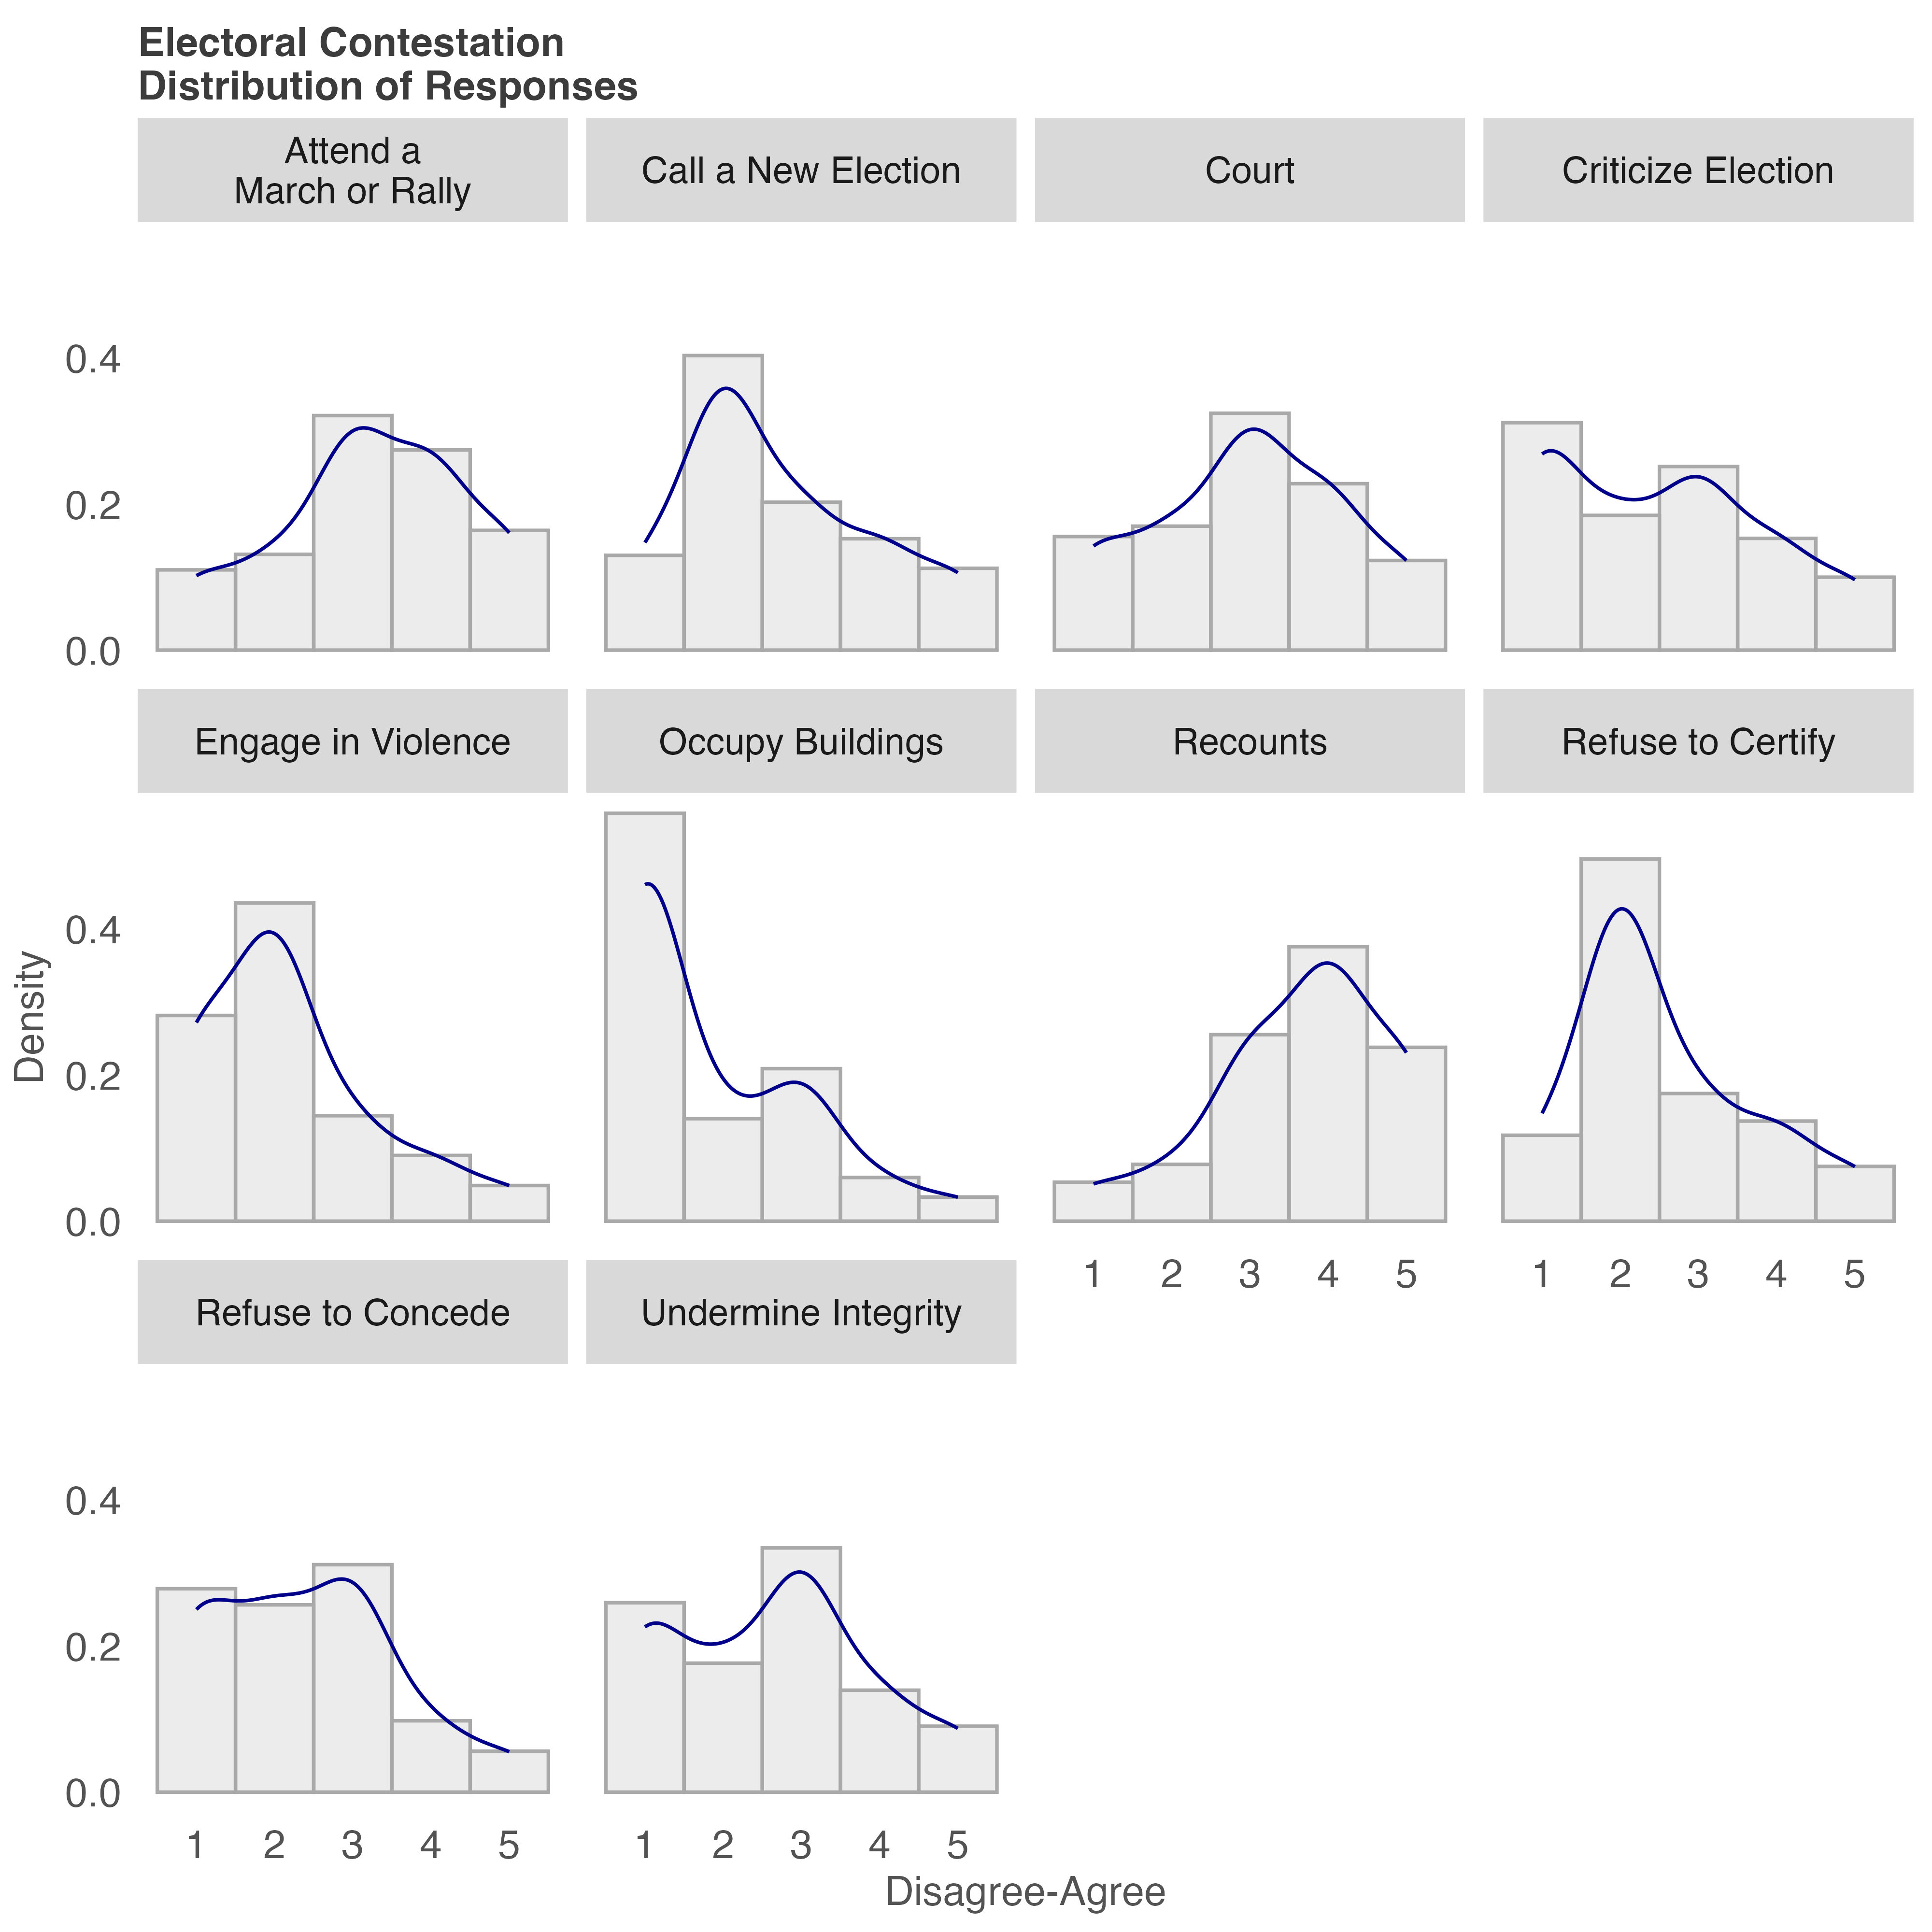 Electoral Contestation
Distribution of Responses
Attend a
March or Rally
Call a New Election
Court
Criticize Election
0.4
0.2
0.0
Engage in Violence
Occupy Buildings
Recounts
Refuse to Certify
Density
0.4
0.2
0.0
1 2 3 4 5
1 2 3 4 5
Refuse to Concede
Undermine Integrity
0.4
0.2
0.0
1 2 3 4 5
1 2 3 4 5
Disagree-Agree